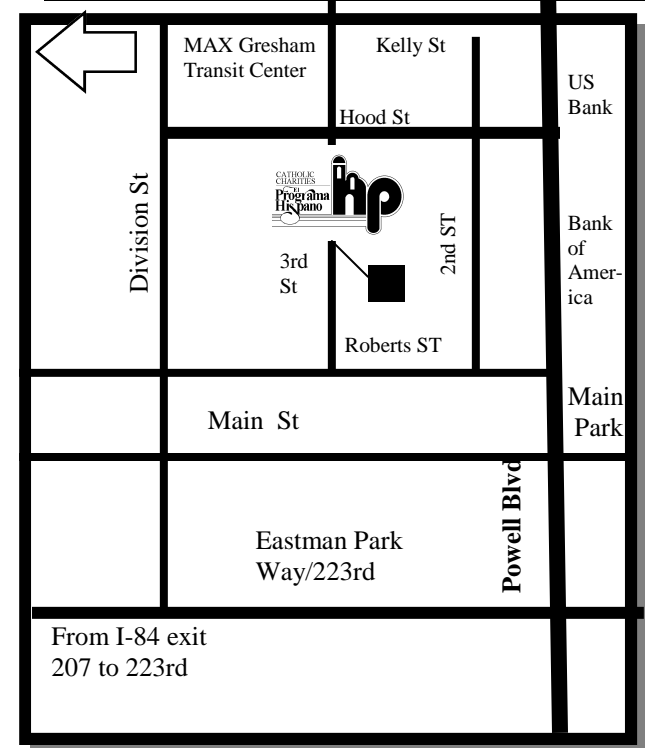 MAX Gresham
Transit Center
Kelly St
US
Bank
Hood St
CATHOLIC
CHARITIES
El
Programa
Hispano
hp
Division St
3rd
St
2nd ST
Bank
of
Amer-
ica
Roberts ST
Main St
Main
Park
Powell Blvd
Eastman Park
Way/223rd
From I-84 exit
207 to 223rd